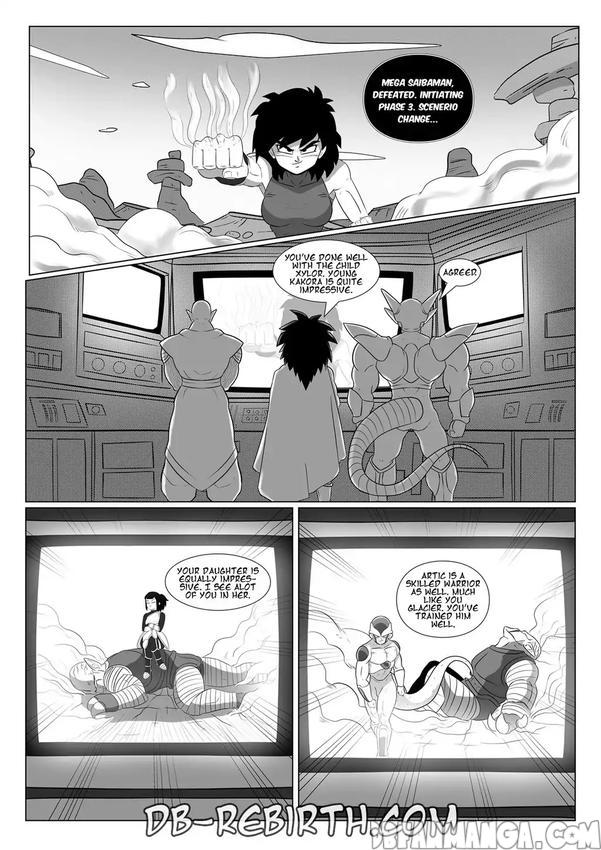 MEGA SAIBAMAN,
DEFEATED. INITIATING
PHASE 3. SCENERIO
CHANGE...
YOU'VE DONE WELL
WITH THE CHILD
XYLOR. YOUNG
KAKORA IS QUITE
IMPRESSIVE.
AGREED
YOUR DAUGHTER IS
EQUALLY IMPRES-
SIVE. I SEE ALOT
OF YOU IN HER.
ARTIC IS A
SKILLED WARRIOR
AS WELL. MUCH
LIKE YOU
GLACIER. YOU'VE
TRAINED HIM
WELL.
DB-REBIRTH.COM
DBFANMANGA.COM